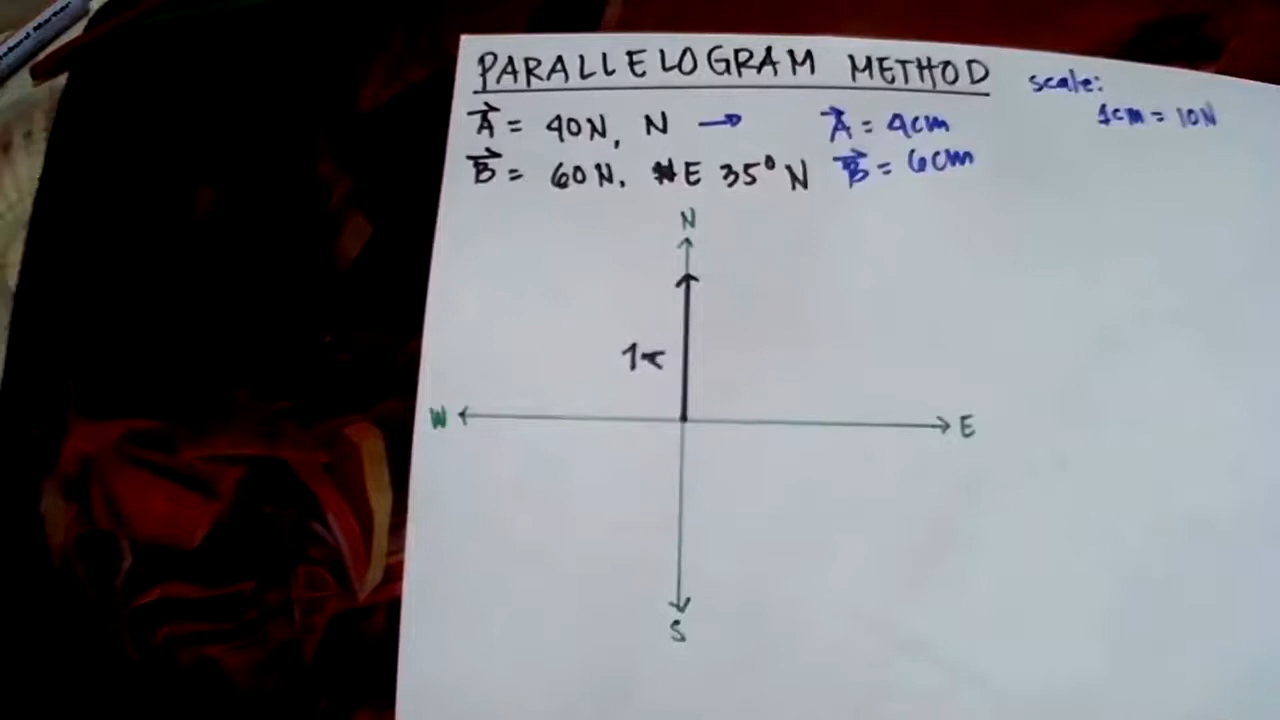 PARALLELOGRAM METHOD
scale:
1cm = 10N
A = 40N, N → A = 4cm
B = 60N, E 35° N B = 6cm
N
W
E
S